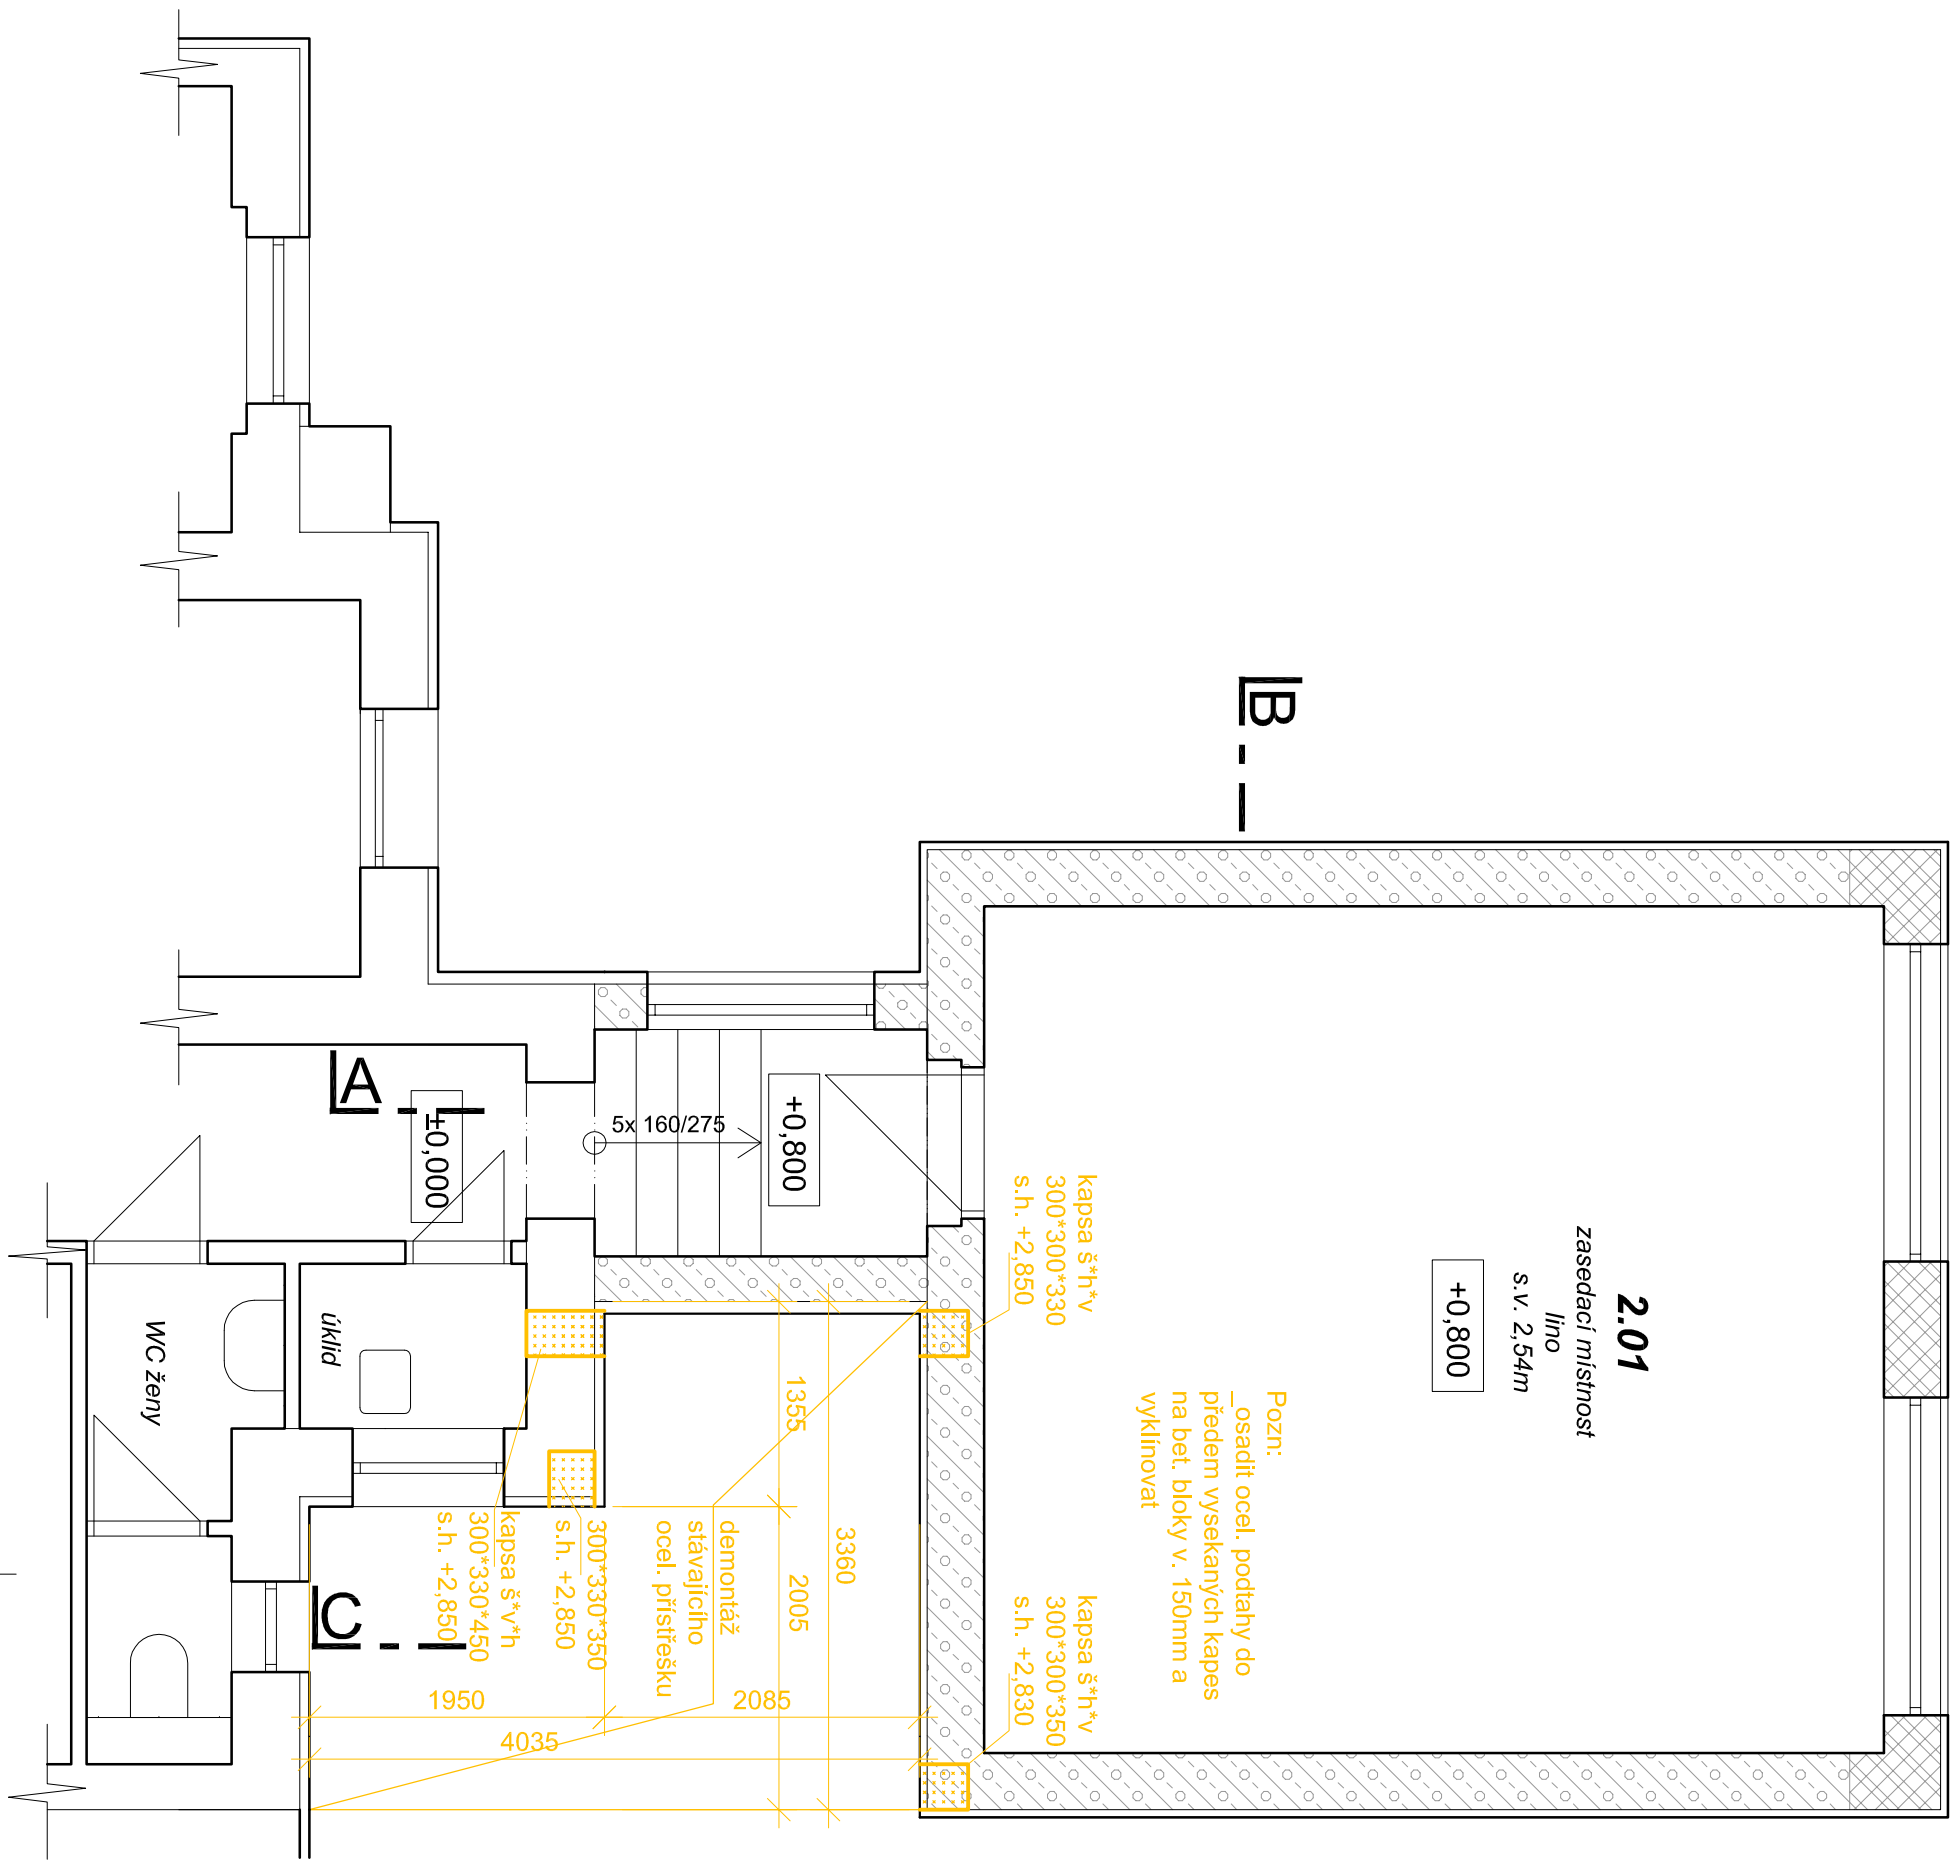 B
2.01
zasedací místnost
lino
s.v. 2,54m
+0,800
A
+0,000
5x 160/275
+0,800
kapsa š*h*v
300*300*330
s.h. +2,850
Pozn:
_osadit ocel. podtahy do
předem vysekaných kapes
na bet. bloky v. 150mm a
vyklínovat
úklid
WC ženy
1355
2005
3360
demontáž
stávajícího
ocel. přístřešku
300*330*350
s.h. +2,850
kapsa š*v*h
300*330*450
s.h. +2,850
kapsa š*h*v
300*300*350
s.h. +2,830
C
1950
2085
4035